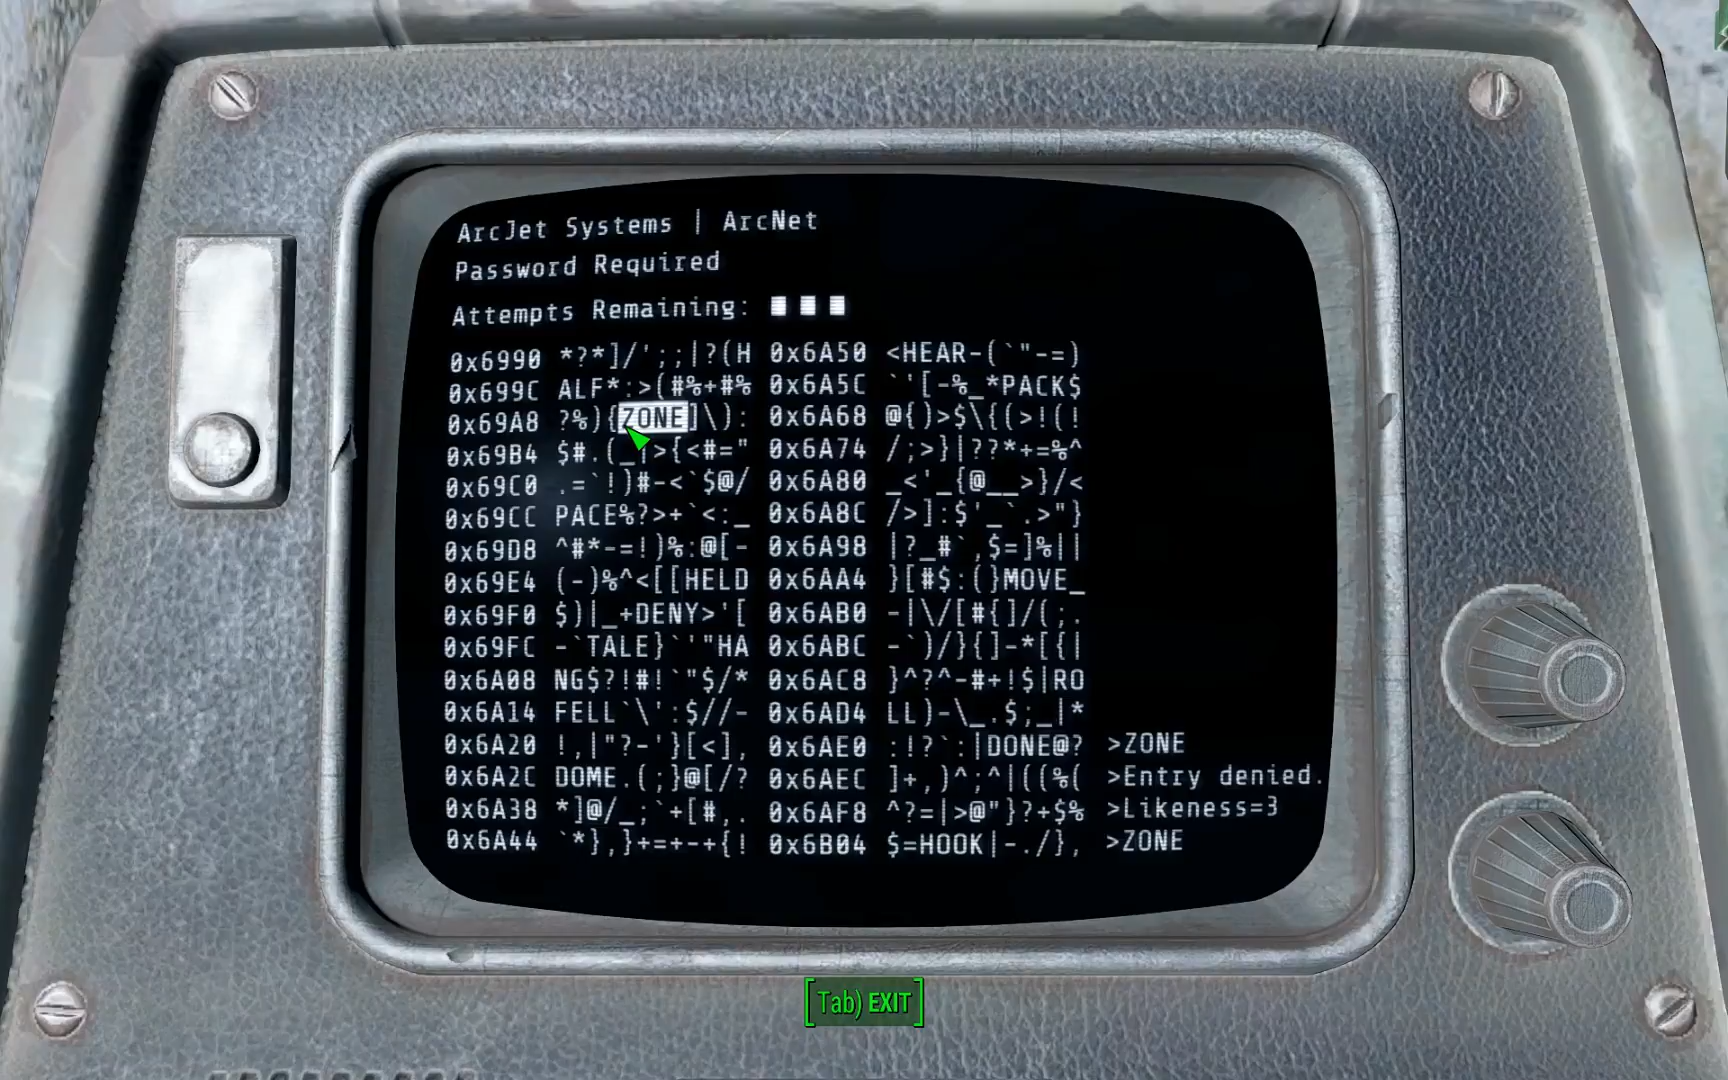 ArcJet Systems | ArcNet
Password Required
Attempts Remaining:
0x6990 *?*]/';;|?(H 0x6A50 <HEAR-(`"-=)
0x699C ALF*:>(#%+#% 0x6A5C `'[-%_*PACK$
0x69A8 ?%){ZONE]\): 0x6A68 @{)>$\{(>!(!
0x69B4 $#.(_|>{<#=" 0x6A74 /;>}|??*+=%^
0x69C0 .=`!)#-<`$@/ 0x6A80 _<'_{@__>}/<
0x69CC PACE%?>+`<:_ 0x6A8C />]:$'_`.>"}
0x69D8 ^#*-=!)%:@[- 0x6A98 |?_#`,$=]%||
0x69E4 (-)%^<[[HELD 0x6AA4 }[#$:(}MOVE_
0x69F0 $)|_+DENY>'[ 0x6AB0 -|\/[#{]/(;.
0x69FC -`TALE}`'"HA 0x6ABC -`)/}{]-*[{|
0x6A08 NG$?!#!`"$/* 0x6AC8 }^?^-#+!$|RO
0x6A14 FELL`\':$//- 0x6AD4 LL)-\_.$;_|*
0x6A20 !,|"?-'}[<], 0x6AE0 :!?`:|DONE@? >ZONE
0x6A2C DOME.(;}@[/? 0x6AEC ]+,)^;^|((%( >Entry denied.
0x6A38 *]@/_;`+[#,. 0x6AF8 ^?=|>@"}?+$% >Likeness=3
0x6A44 `*},}+=+-+{! 0x6B04 $=HOOK|-./}, >ZONE
[Tab) EXIT]